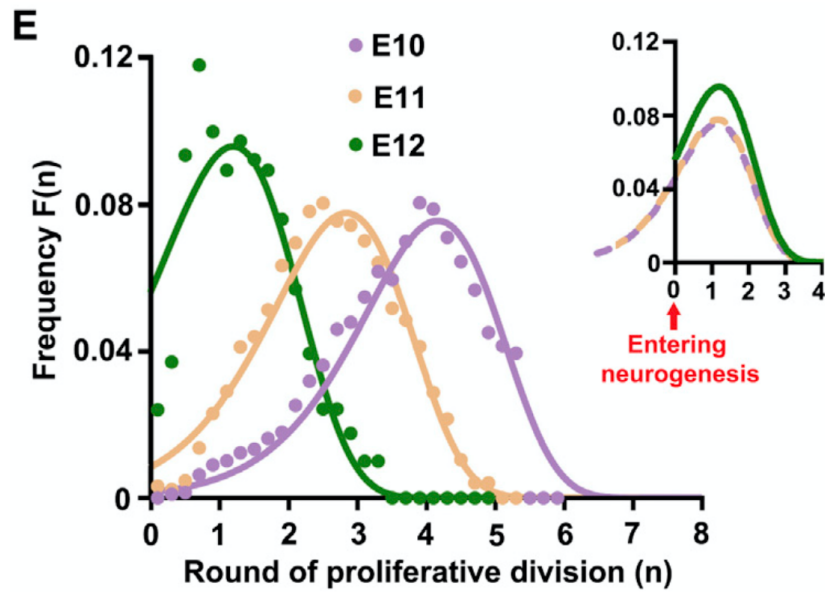 E
E10
E11
E12
Frequency F(n)
0.12
0.08
0.04
0
0 1 2 3 4 5 6 7 8
Round of proliferative division (n)
0.12
0.08
0.04
0
0 1 2 3 4
Entering
neurogenesis